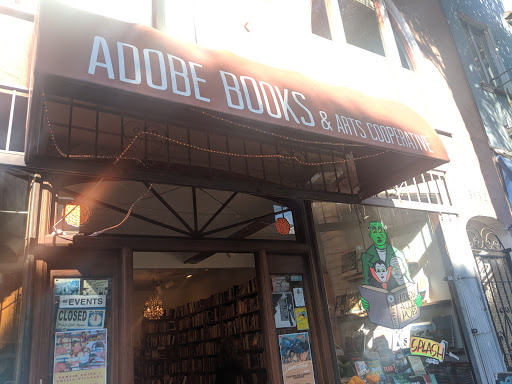 ADOBE BOOKS & ARTS COOPERATIVE
EVENTS
CLOSED
SPLASH